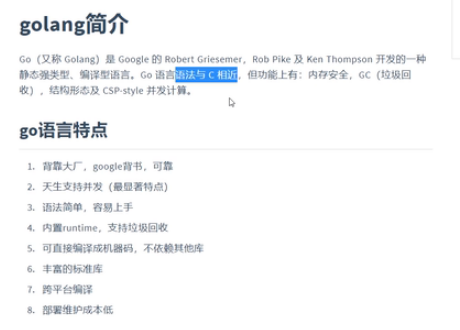 golang简介
Go（又称 Golang）是 Google 的 Robert Griesemer，Rob Pike 及 Ken Thompson 开发的一种
静态强类型、编译型语言。Go 语言语法与 C 相近，但功能上有：内存安全，GC（垃圾回
收），结构形态及 CSP-style 并发计算。
go语言特点
1. 背靠大厂，google背书，可靠
2. 天生支持并发（最显著特点）
3. 语法简单，容易上手
4. 内置runtime，支持垃圾回收
5. 可直接编译成机器码，不依赖其他库
6. 丰富的标准库
7. 跨平台编译
8. 部署维护成本低